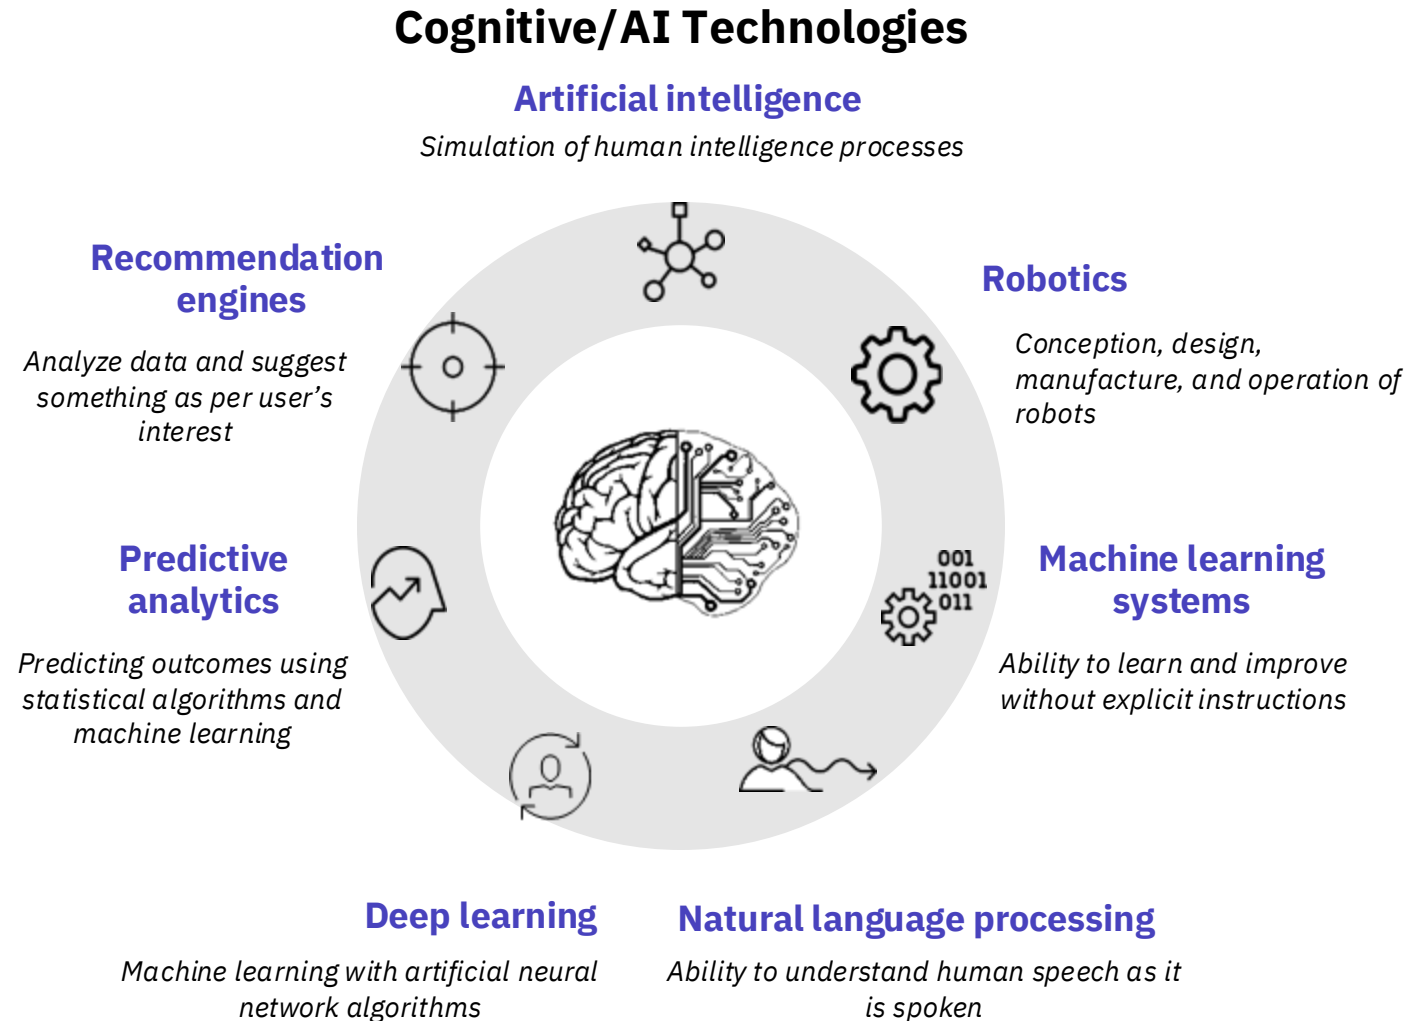 Cognitive/AI Technologies
Artificial intelligence
Simulation of human intelligence processes
Recommendation
engines
Analyze data and suggest
something as per user’s
interest
Robotics
Conception, design,
manufacture, and operation of
robots
Predictive
analytics
Predicting outcomes using
statistical algorithms and
machine learning
001
11001
011
Machine learning
systems
Ability to learn and improve
without explicit instructions
Deep learning
Machine learning with artificial neural
network algorithms
Natural language processing
Ability to understand human speech as it
is spoken